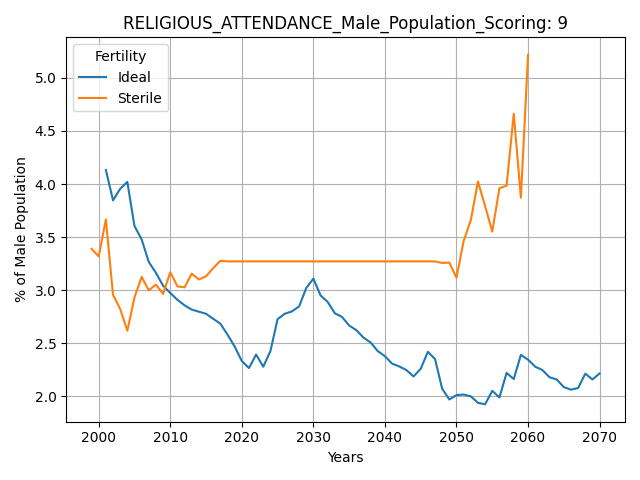 RELIGIOUS_ATTENDANCE_Male_Population_Scoring: 9
Fertility
Ideal
Sterile
% of Male Population
5.0
4.5
4.0
3.5
3.0
2.5
2.0
2000 2010 2020 2030 2040 2050 2060 2070
Years